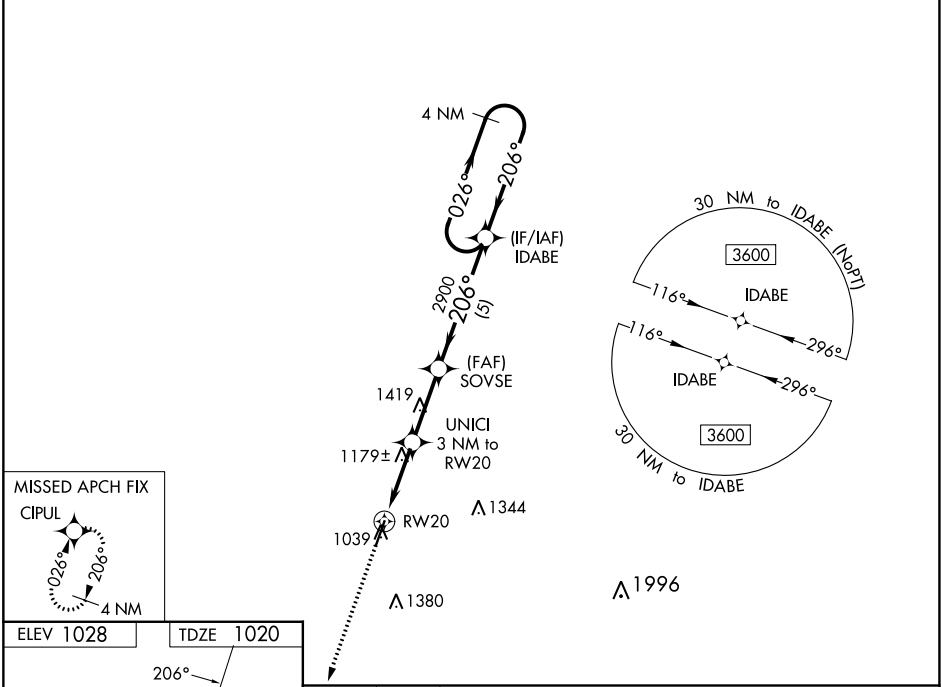 4 NM
206°
026°
(IF/IAF)
IDABE
2900
206°
(5)
(FAF)
SOVSE
1419
UNICI
3 NM to
RW20
1179±
RW20
1039
1344
1380
1996
30 NM to IDABE (NoPT)
3600
116°
IDABE
296°
116°
IDABE
296°
3600
30 NM to IDABE
MISSED APCH FIX
CIPUL
026°
206°
4 NM
ELEV 1028
TDZE 1020
206°